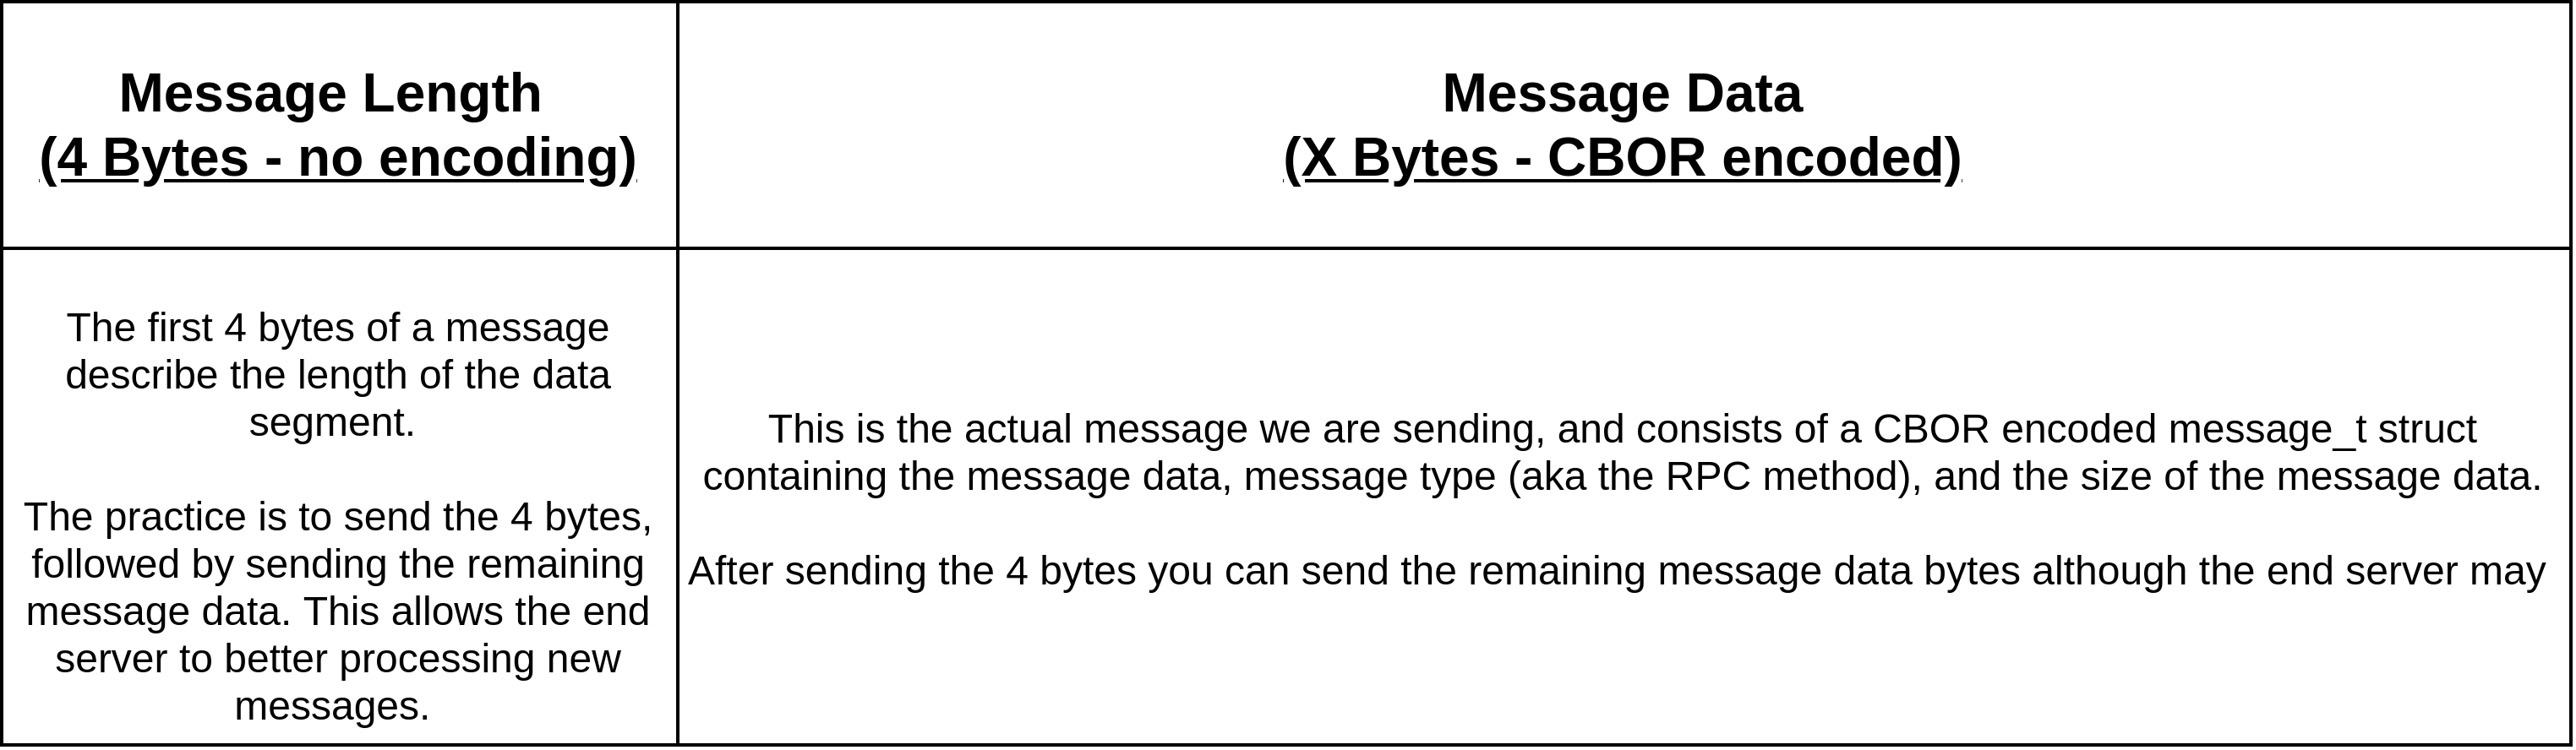 Message Length
(4 Bytes - no encoding)
Message Data
(X Bytes - CBOR encoded)
The first 4 bytes of a message
describe the length of the data
segment.
The practice is to send the 4 bytes,
followed by sending the remaining
message data. This allows the end
server to better processing new
messages.
This is the actual message we are sending, and consists of a CBOR encoded message_t struct
containing the message data, message type (aka the RPC method), and the size of the message data.
After sending the 4 bytes you can send the remaining message data bytes although the end server may